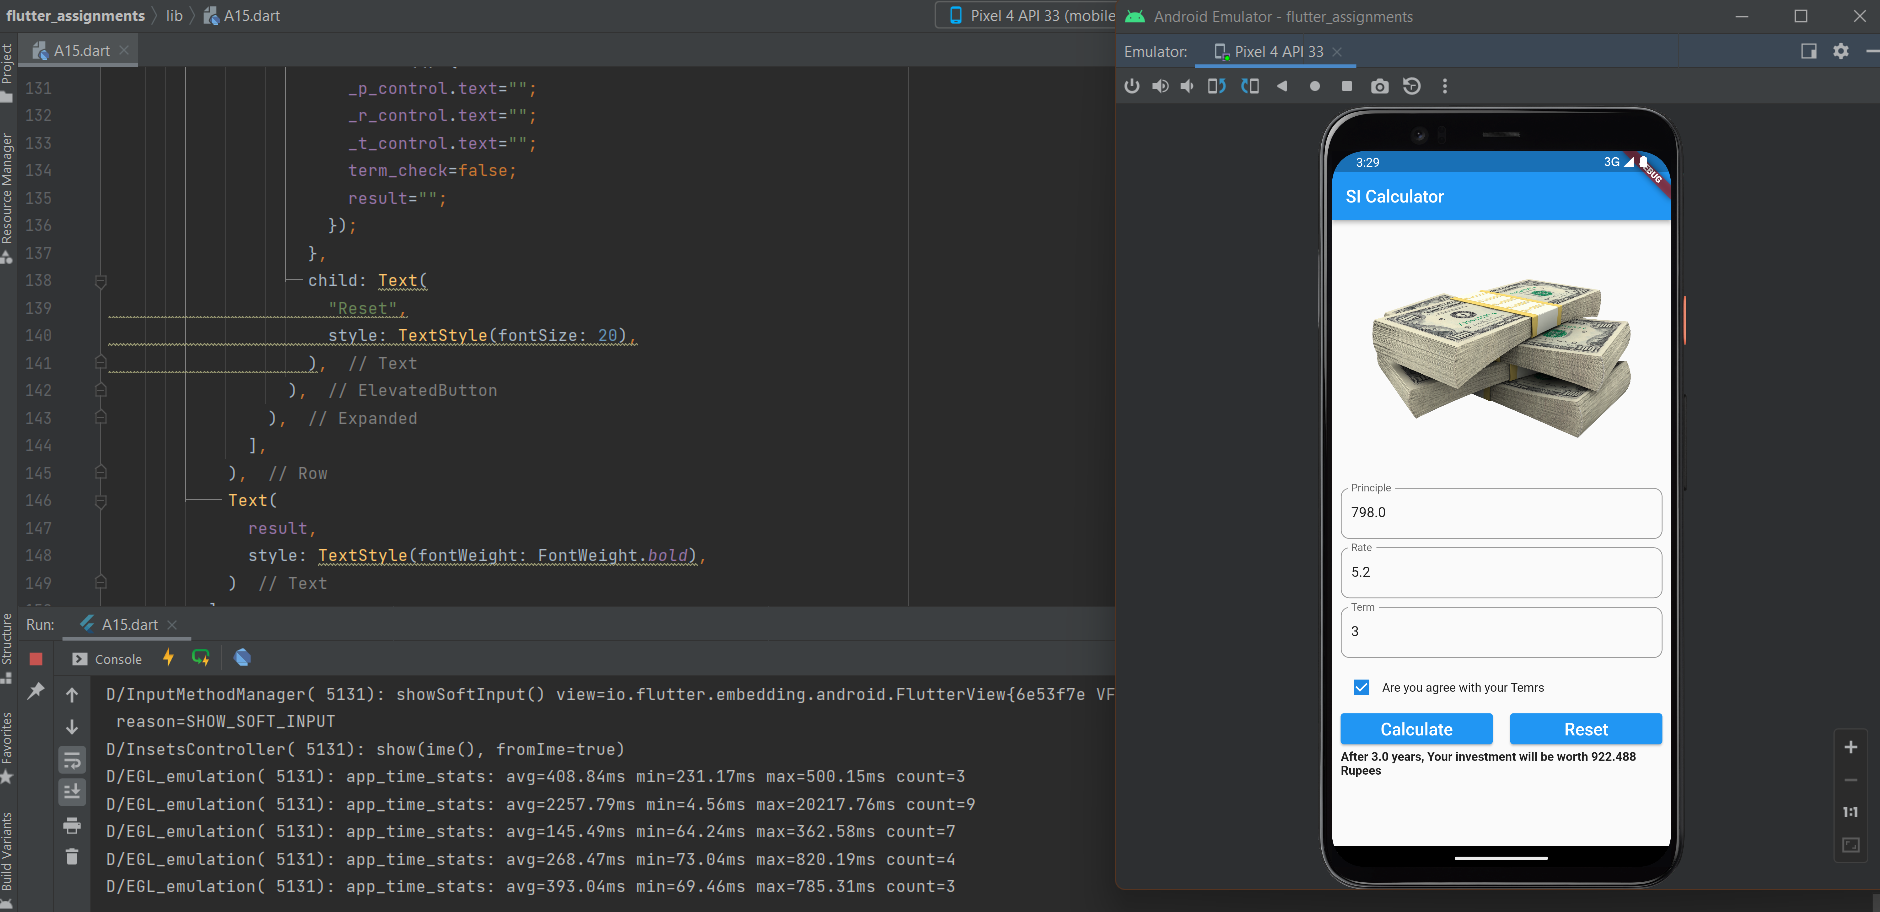 flutter_assignments
lib
A15.dart
Pixel 4 API 33 (mobile
A15.dart
Project
Resource Manager
Structure
Favorites
Build Variants
131 _p_control.text="";
132 _r_control.text="";
133 _t_control.text="";
134 term_check=false;
135 result="";
136 });
137 },
138 child: Text(
139 "Reset",
140 style: TextStyle(fontSize: 20),
141 ), // Text
142 ), // ElevatedButton
143 ), // Expanded
144 ],
145 ), // Row
146 Text(
147 result,
148 style: TextStyle(fontWeight: FontWeight.bold),
149 ) // Text
Run:
A15.dart
Console
D/InputMethodManager( 5131): showSoftInput() view=io.flutter.embedding.android.FlutterView{6e53f7e VF
reason=SHOW_SOFT_INPUT
D/InsetsController( 5131): show(ime(), fromIme=true)
D/EGL_emulation( 5131): app_time_stats: avg=408.84ms min=231.17ms max=500.15ms count=3
D/EGL_emulation( 5131): app_time_stats: avg=2257.79ms min=4.56ms max=20217.76ms count=9
D/EGL_emulation( 5131): app_time_stats: avg=145.49ms min=64.24ms max=362.58ms count=7
D/EGL_emulation( 5131): app_time_stats: avg=268.47ms min=73.04ms max=820.19ms count=4
D/EGL_emulation( 5131): app_time_stats: avg=393.04ms min=69.46ms max=785.31ms count=3
Android Emulator - flutter_assignments
Emulator:
Pixel 4 API 33
3:29
3G
SI Calculator
Principle
798.0
Rate
5.2
Term
3
Are you agree with your Temrs
Calculate
Reset
After 3.0 years, Your investment will be worth 922.488
Rupees
1:1